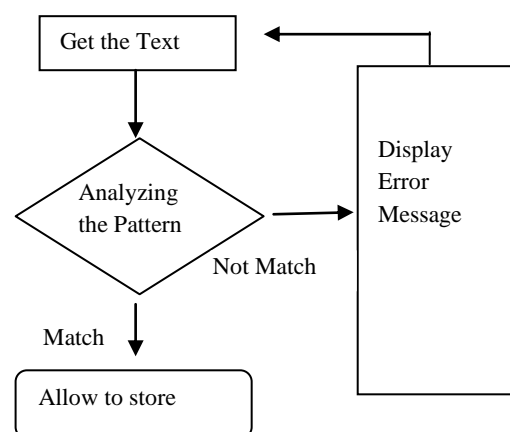 Get the Text
Analyzing
the Pattern
Display
Error
Message
Not Match
Match
Allow to store